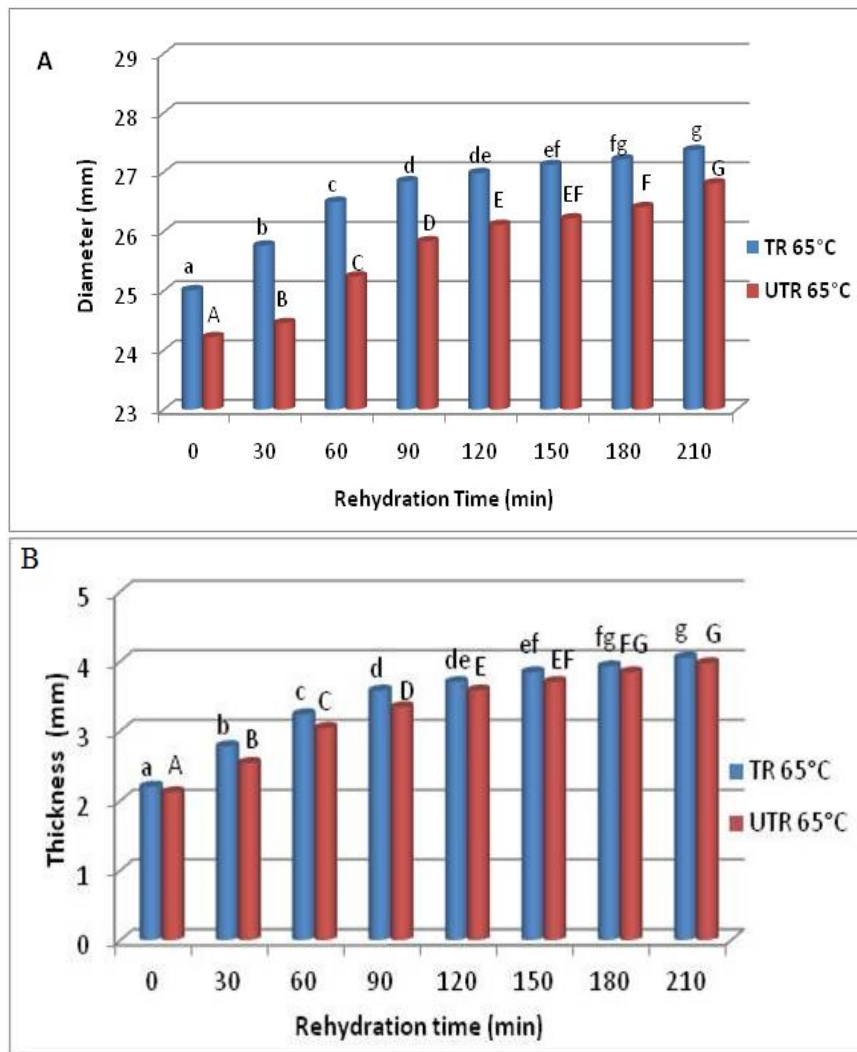 A
29
28
27
26
25
24
23
Diameter (mm)
a b c d de ef fg g
A B C D E EF F G
TR 65°C
UTR 65°C
0 30 60 90 120 150 180 210
Rehydration Time (min)
B
5
4
3
2
1
0
Thickness (mm)
a A b B c C d D de E ef EF fg FG g G
TR 65°C
UTR 65°C
0 30 60 90 120 150 180 210
Rehydration time (min)